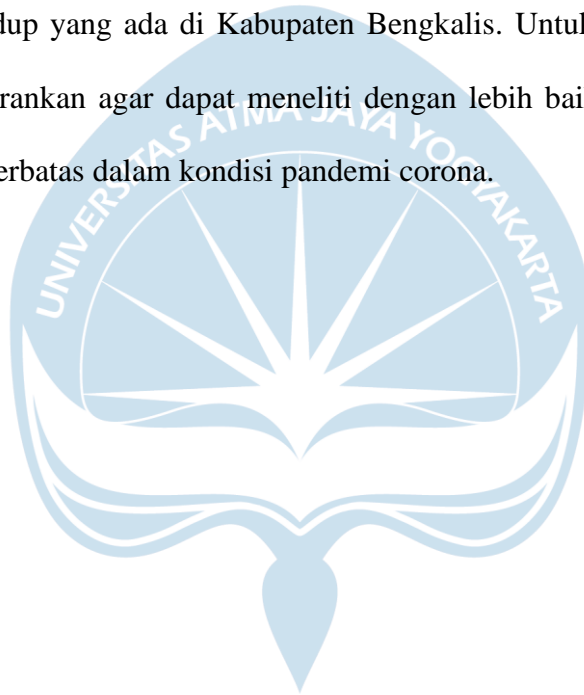 dup yang ada di Kabupaten Bengkalis. Untuk
rankan agar dapat meneliti dengan lebih bai
erbatas dalam kondisi pandemi corona.
UNIVERSITAS ATMA JAYA YOGYAKARTA